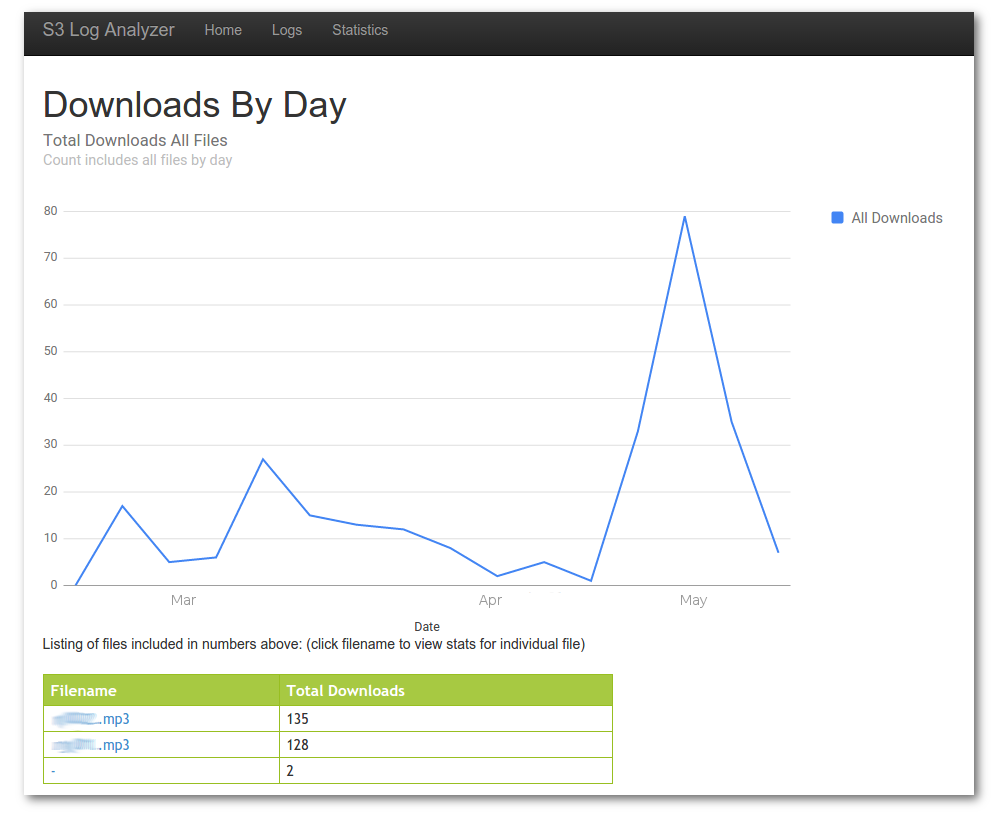 S3 Log Analyzer Home Logs Statistics
Downloads By Day
Total Downloads All Files
Count includes all files by day
All Downloads
80
70
60
50
40
30
20
10
0
Mar Apr May
Date
Listing of files included in numbers above: (click filename to view stats for individual file)
Filename Total Downloads
.mp3 135
.mp3 128
- 2